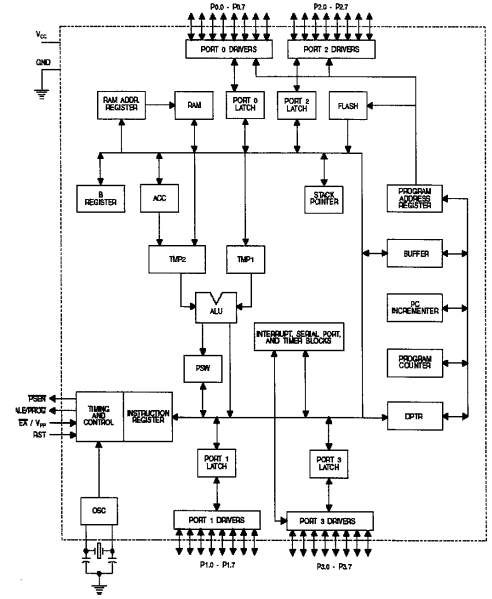 P0.0 - P0.7
P2.0 - P2.7
VCC
GND
PORT 0 DRIVERS
PORT 2 DRIVERS
RAM ADDR.
REGISTER
RAM
PORT 0
LATCH
PORT 2
LATCH
FLASH
B
REGISTER
ACC
STACK
POINTER
PROGRAM
ADDRESS
REGISTER
TMP2
TMP1
BUFFER
ALU
PC
INCREMENTER
INTERRUPT, SERIAL PORT,
AND TIMER BLOCKS
PSW
PROGRAM
COUNTER
PSEN
ALE/PROG
EA / VPP
RST
TIMING
AND
CONTROL
INSTRUCTION
REGISTER
DPTR
PORT 1
LATCH
PORT 3
LATCH
OSC
PORT 1 DRIVERS
PORT 3 DRIVERS
P1.0 - P1.7
P3.0 - P3.7